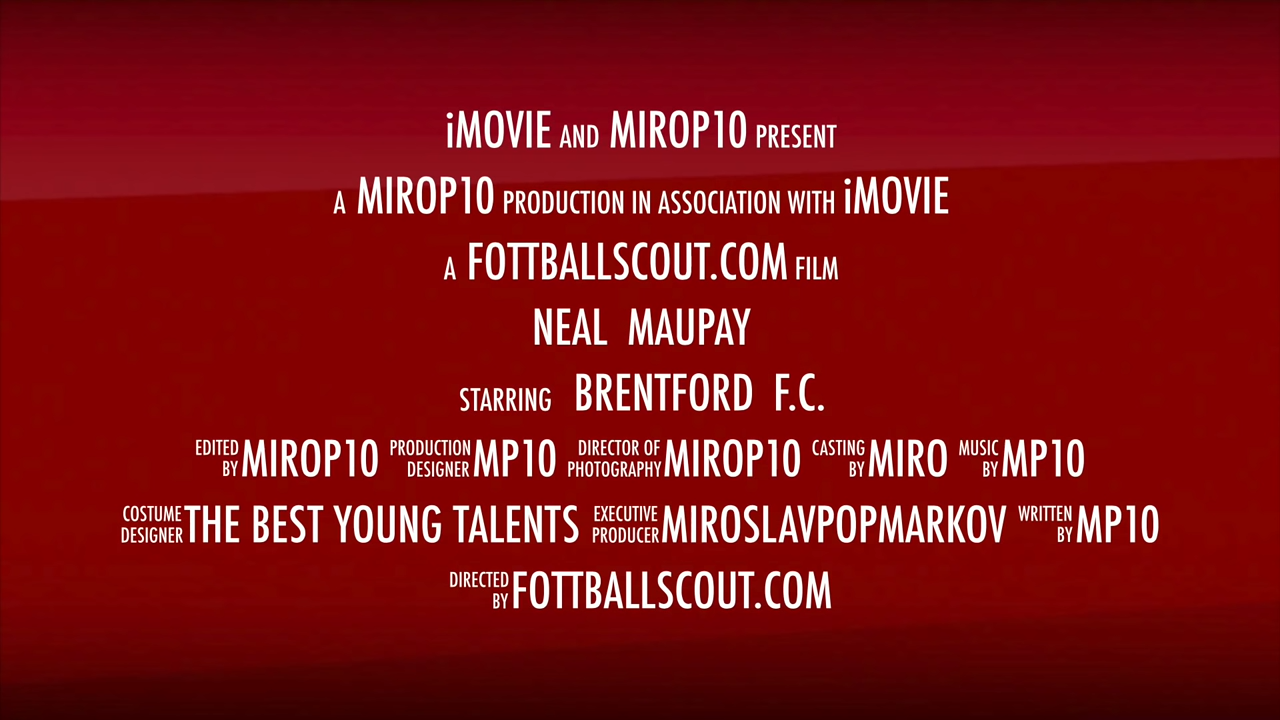 iMOVIE AND MIROP10 PRESENT
A MIROP10 PRODUCTION IN ASSOCIATION WITH iMOVIE
A FOTTBALLSCOUT.COM FILM
NEAL MAUPAY
STARRING BRENTFORD F.C.
EDITED BY MIROP10 PRODUCTION DESIGNER MP10 DIRECTOR OF PHOTOGRAPHY MIROP10 CASTING BY MIRO MUSIC BY MP10
COSTUME DESIGNER THE BEST YOUNG TALENTS EXECUTIVE PRODUCER MIROSLAVPOPMARKOV WRITTEN BY MP10
DIRECTED BY FOTTBALLSCOUT.COM